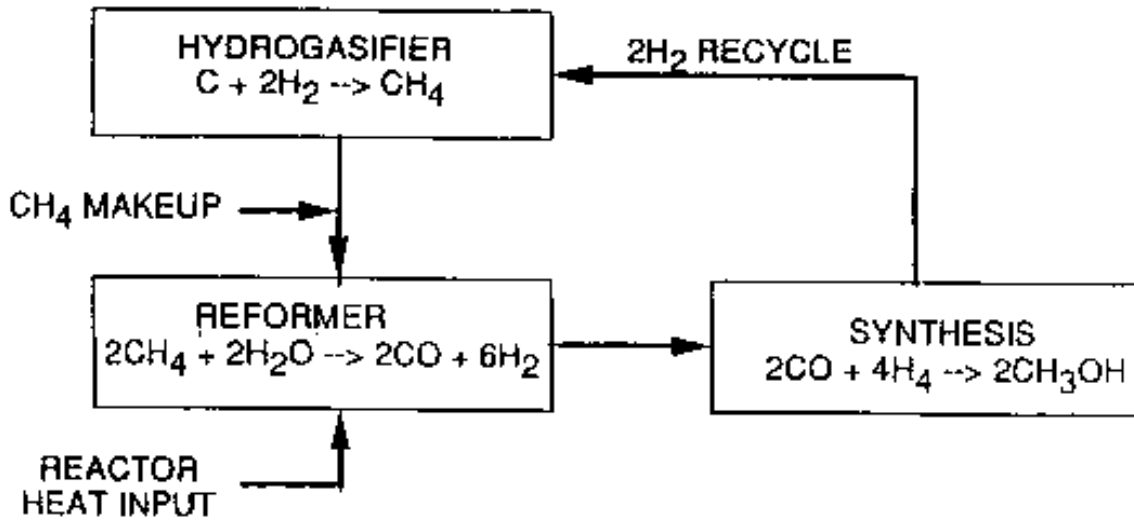 HYDROGASIFIER
C + 2H₂ --> CH₄
2H₂ RECYCLE
CH₄ MAKEUP
REFORMER
2CH₄ + 2H₂O --> 2CO + 6H₂
SYNTHESIS
2CO + 4H₄ --> 2CH₃OH
REACTOR
HEAT INPUT